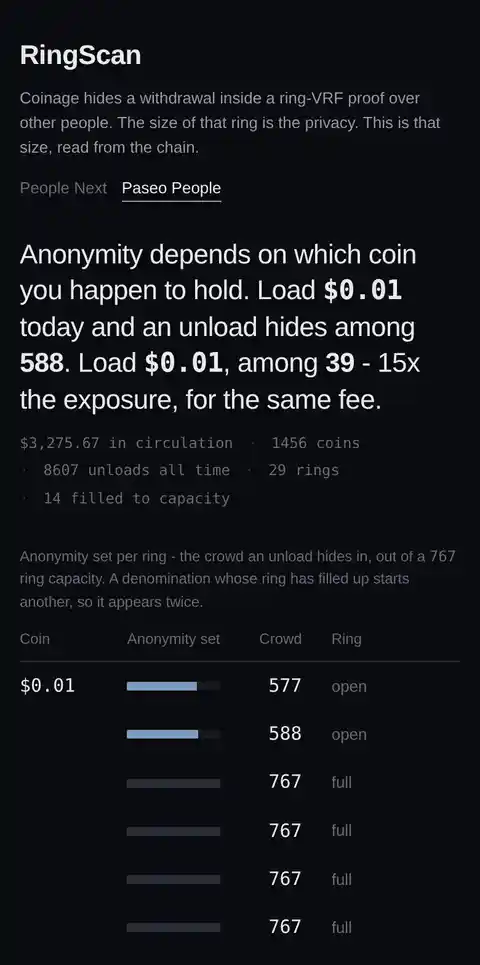 RingScan
Coinage hides a withdrawal inside a ring-VRF proof over
other people. The size of that ring is the privacy. This is that
size, read from the chain.
People Next Paseo People
Anonymity depends on which coin
you happen to hold. Load $0.01
today and an unload hides among
588. Load $0.01, among 39 - 15x
the exposure, for the same fee.
$3,275.67 in circulation · 1456 coins
· 8607 unloads all time · 29 rings
· 14 filled to capacity
Anonymity set per ring - the crowd an unload hides in, out of a 767
ring capacity. A denomination whose ring has filled up starts
another, so it appears twice.
Coin Anonymity set Crowd Ring
$0.01 577 open
588 open
767 full
767 full
767 full
767 full